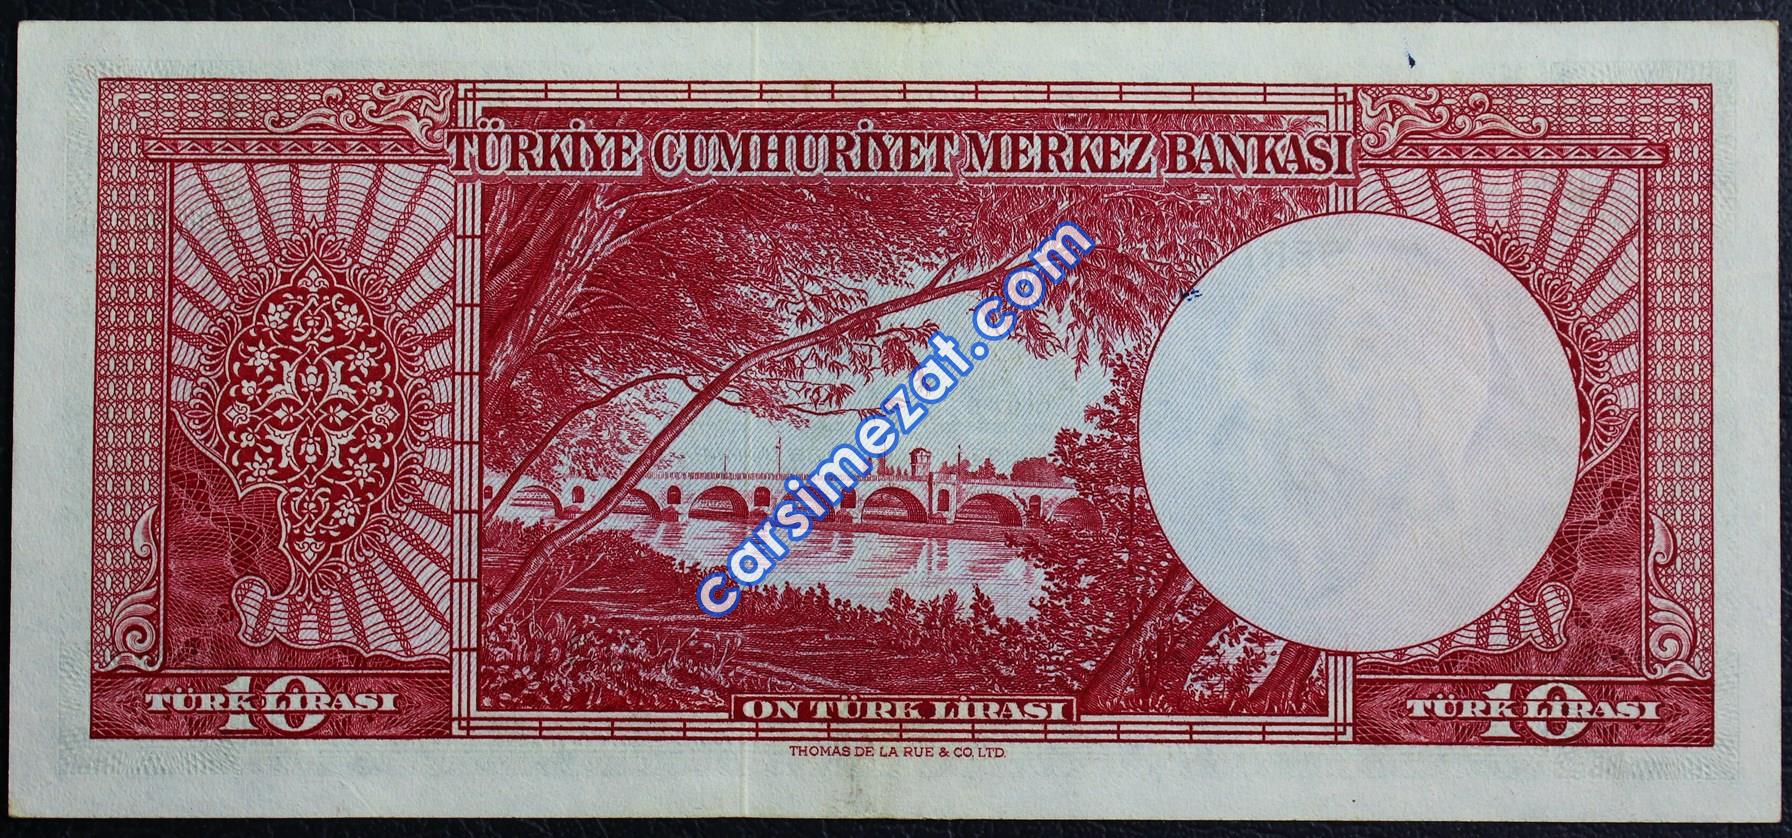 TÜRKİYE CUMHURİYET MERKEZ BANKASI
carsimezat.com
10 TÜRK LİRASI
ON TÜRK LİRASI
10 TÜRK LİRASI
THOMAS DE LA RUE & CO. LTD.